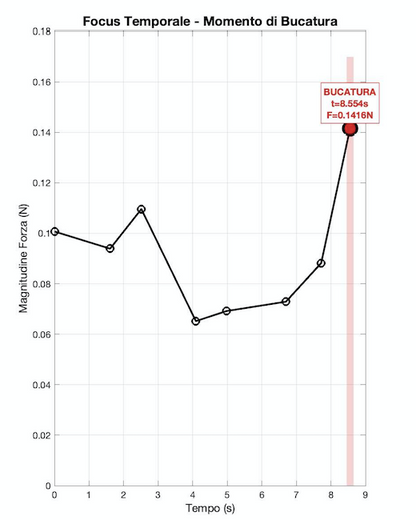 Focus Temporale - Momento di Bucatura
0.18
0.16
0.14
0.12
0.1
0.08
0.06
0.04
0.02
0
Magnitudine Forza (N)
BUCATURA
t=8.554s
F=0.1416N
0 1 2 3 4 5 6 7 8 9
Tempo (s)